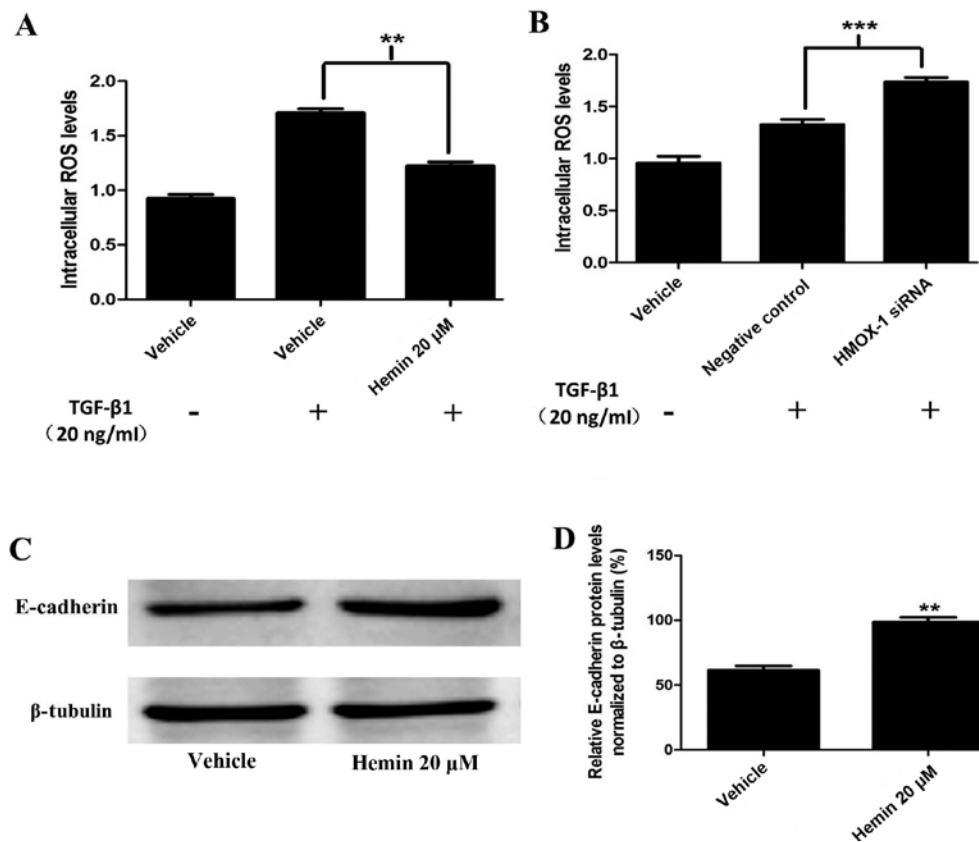 A
**
Intracellular ROS levels
2.0
1.5
1.0
0.5
0.0
Vehicle
Vehicle
Hemin 20 μM
TGF-β1
（20 ng/ml）
-
+
+
B
***
Intracellular ROS levels
2.0
1.5
1.0
0.5
0.0
Vehicle
Negative control
HMOX-1 siRNA
TGF-β1
（20 ng/ml）
-
+
+
C
E-cadherin
β-tubulin
Vehicle
Hemin 20 μM
D
Relative E-cadherin protein levels
normalized to β-tubulin (%)
150
100
50
0
**
Vehicle
Hemin 20 μM